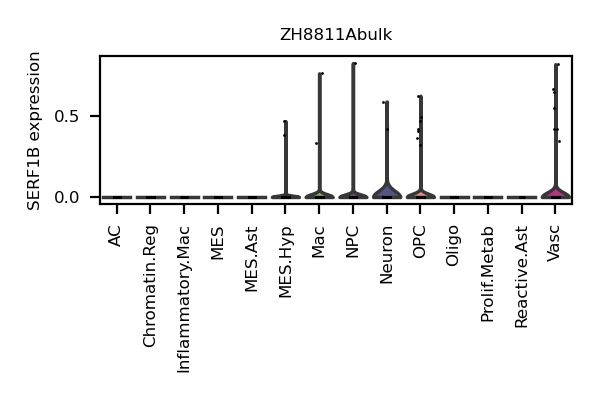 ZH8811Abulk
SERF1B expression
0.5
0.0
AC
Chromatin.Reg
Inflammatory.Mac
MES
MES.Ast
MES.Hyp
Mac
NPC
Neuron
OPC
Oligo
Prolif.Metab
Reactive.Ast
Vasc